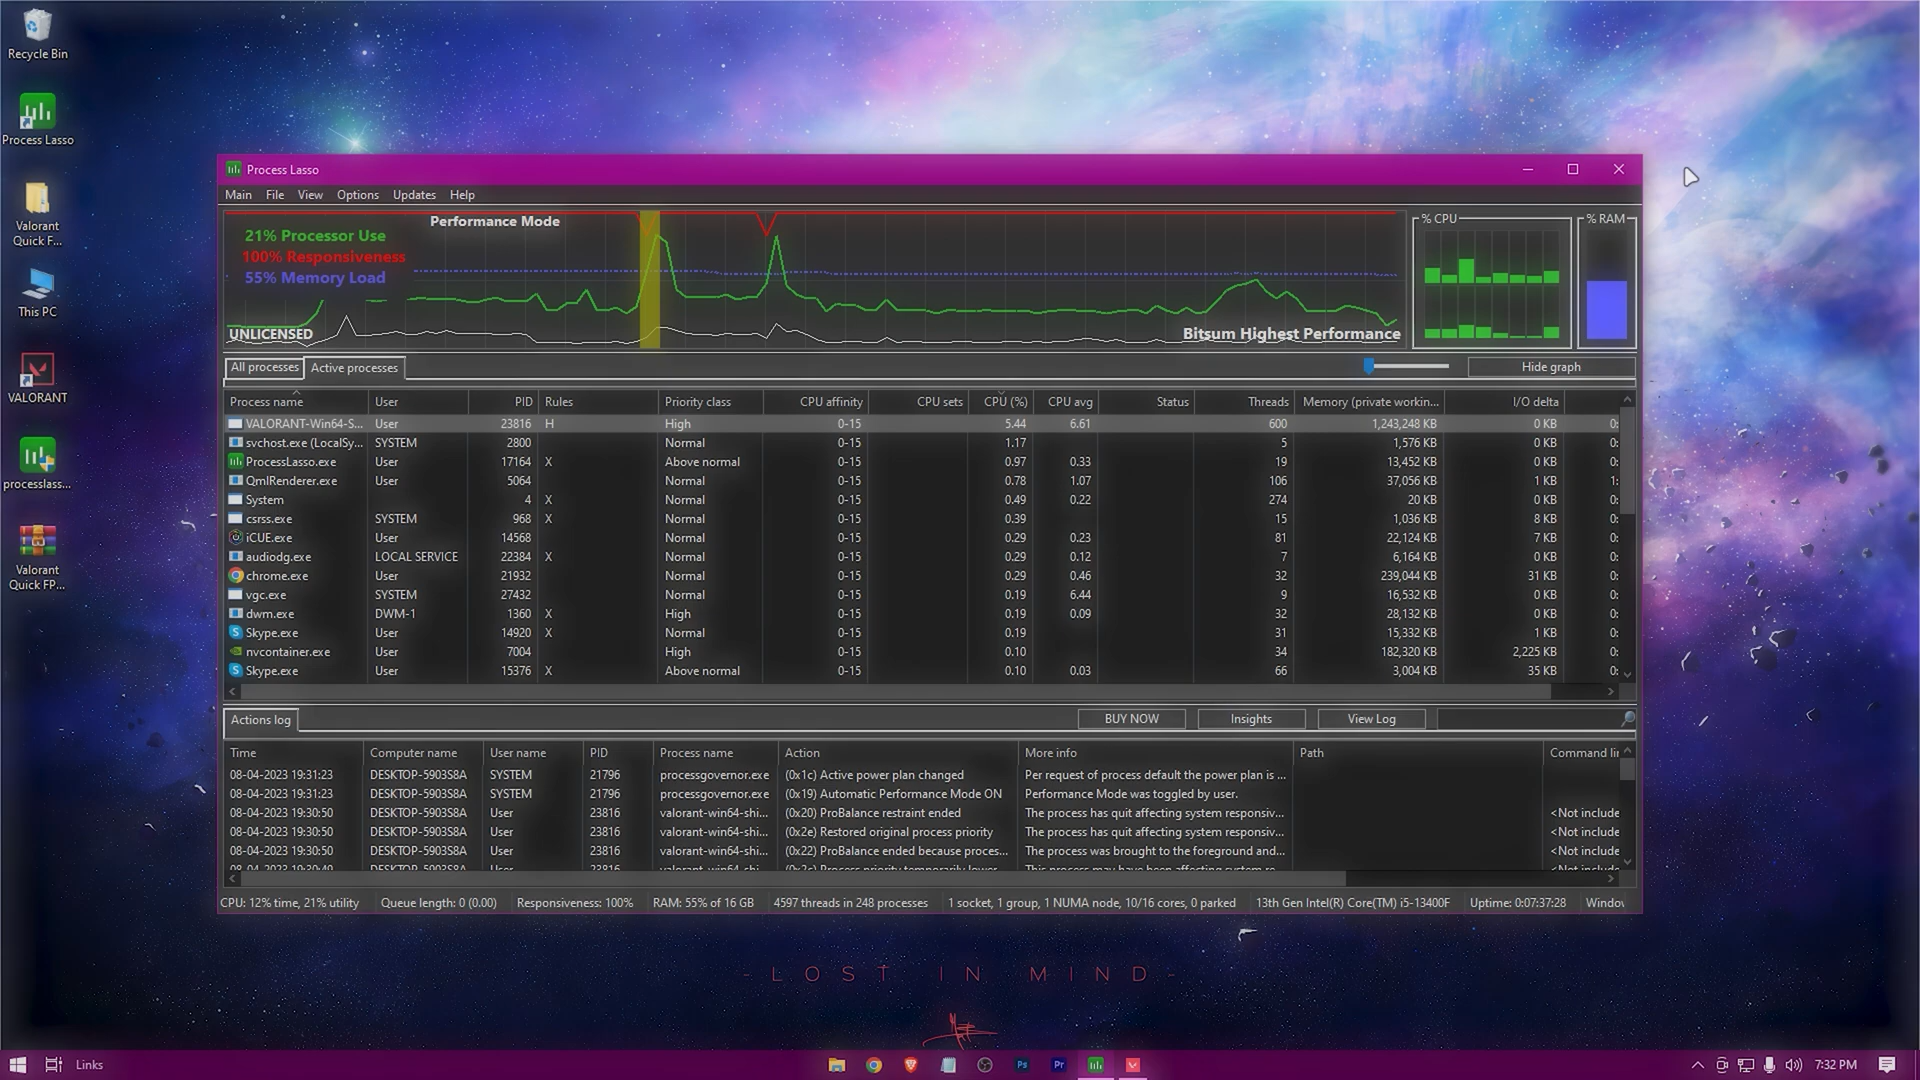 Recycle Bin
Process Lasso
Valorant
Quick F...
This PC
VALORANT
processlass...
Valorant
Quick FP...
Process Lasso
Main File View Options Updates Help
Performance Mode
21% Processor Use
100% Responsiveness
55% Memory Load
UNLICENSED
Bitsum Highest Performance
% CPU
% RAM
All processes Active processes Hide graph
Process name User PID Rules Priority class CPU affinity CPU sets CPU (%) CPU avg Status Threads Memory (private workin... I/O delta
VALORANT-Win64-S... User 23816 H High 0-15 5.44 6.61 600 1,243,248 KB 0 KB 0:
svchost.exe (LocalSy... SYSTEM 2800 Normal 0-15 1.17 5 1,576 KB 0 KB 0:
ProcessLasso.exe User 17164 X Above normal 0-15 0.97 0.33 19 13,452 KB 0 KB 0:
QmlRenderer.exe User 5064 Normal 0-15 0.78 1.07 106 37,056 KB 1 KB 1:
System 4 X Normal 0-15 0.49 0.22 274 20 KB 0 KB 0:
csrss.exe SYSTEM 968 X Normal 0-15 0.39 15 1,036 KB 8 KB 0:
iCUE.exe User 14568 Normal 0-15 0.29 0.23 81 22,124 KB 7 KB 0:
audiodg.exe LOCAL SERVICE 22384 X Normal 0-15 0.29 0.12 7 6,164 KB 0 KB 0:
chrome.exe User 21932 Normal 0-15 0.29 0.46 32 239,044 KB 31 KB 0:
vgc.exe SYSTEM 27432 Normal 0-15 0.19 6.44 9 16,532 KB 0 KB 0:
dwm.exe DWM-1 1360 X High 0-15 0.19 0.09 32 28,132 KB 0 KB 0:
Skype.exe User 14920 X Normal 0-15 0.19 31 15,332 KB 1 KB 0:
nvcontainer.exe User 7004 High 0-15 0.10 34 182,320 KB 2,225 KB 0:
Skype.exe User 15376 X Above normal 0-15 0.10 0.03 66 3,004 KB 35 KB 0:
Actions log BUY NOW Insights View Log
Time Computer name User name PID Process name Action More info Path Command lin
08-04-2023 19:31:23 DESKTOP-5903S8A SYSTEM 21796 processgovernor.exe (0x1c) Active power plan changed Per request of process default the power plan is ...
08-04-2023 19:31:23 DESKTOP-5903S8A SYSTEM 21796 processgovernor.exe (0x19) Automatic Performance Mode ON Performance Mode was toggled by user.
08-04-2023 19:30:50 DESKTOP-5903S8A User 23816 valorant-win64-shi... (0x20) ProBalance restraint ended The process has quit affecting system responsiv... <Not include
08-04-2023 19:30:50 DESKTOP-5903S8A User 23816 valorant-win64-shi... (0x2e) Restored original process priority The process has quit affecting system responsiv... <Not include
08-04-2023 19:30:50 DESKTOP-5903S8A User 23816 valorant-win64-shi... (0x22) ProBalance ended because proces... The process was brought to the foreground and... <Not include
CPU: 12% time, 21% utility Queue length: 0 (0.00) Responsiveness: 100% RAM: 55% of 16 GB 4597 threads in 248 processes 1 socket, 1 group, 1 NUMA node, 10/16 cores, 0 parked 13th Gen Intel(R) Core(TM) i5-13400F Uptime: 0:07:37:28 Window
- LOST IN MIND -
Links
Ps
Pr
7:32 PM